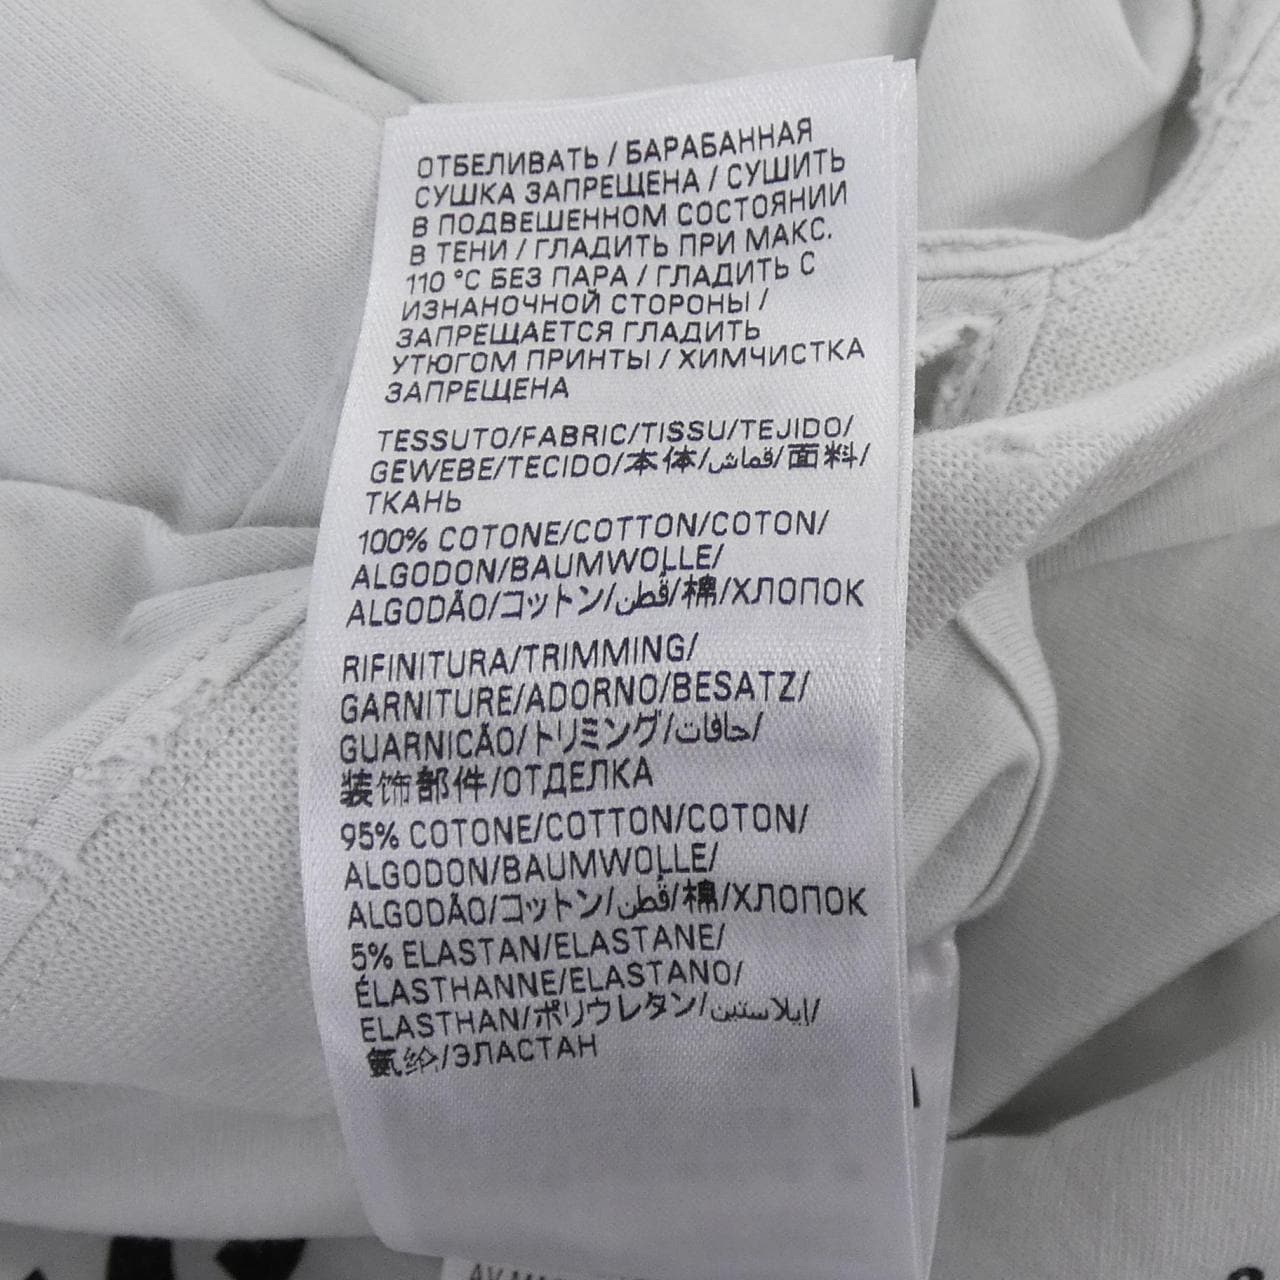 ОТБЕЛИВАТЬ / БАРАБАННАЯ
СУШКА ЗАПРЕЩЕНА / СУШИТЬ
В ПОДВЕШЕННОМ СОСТОЯНИИ
В ТЕНИ / ГЛАДИТЬ ПРИ МАКС.
110 °C БЕЗ ПАРА / ГЛАДИТЬ С
ИЗНАНОЧНОЙ СТОРОНЫ /
ЗАПРЕЩАЕТСЯ ГЛАДИТЬ
УТЮГОМ ПРИНТЫ / ХИМЧИСТКА
ЗАПРЕЩЕНА
TESSUTO/FABRIC/TISSU/TEJIDO/
GEWEBE/TECIDO/本体/قماش/面料/
ТКАНЬ
100% COTONE/COTTON/COTON/
ALGODON/BAUMWOLLE/
ALGODÃO/コットン/قطن/棉/ХЛОПОК
RIFINITURA/TRIMMING/
GARNITURE/ADORNO/BESATZ/
GUARNICÃO/トリミング/حافات/
装饰部件/ОТДЕЛКА
95% COTONE/COTTON/COTON/
ALGODON/BAUMWOLLE/
ALGODÃO/コットン/قطن/棉/ХЛОПОК
5% ELASTAN/ELASTANE/
ÉLASTHANNE/ELASTANO/
ELASTHAN/ポリウレタン/إيلاستين/
氨纶/ЭЛАСТАН